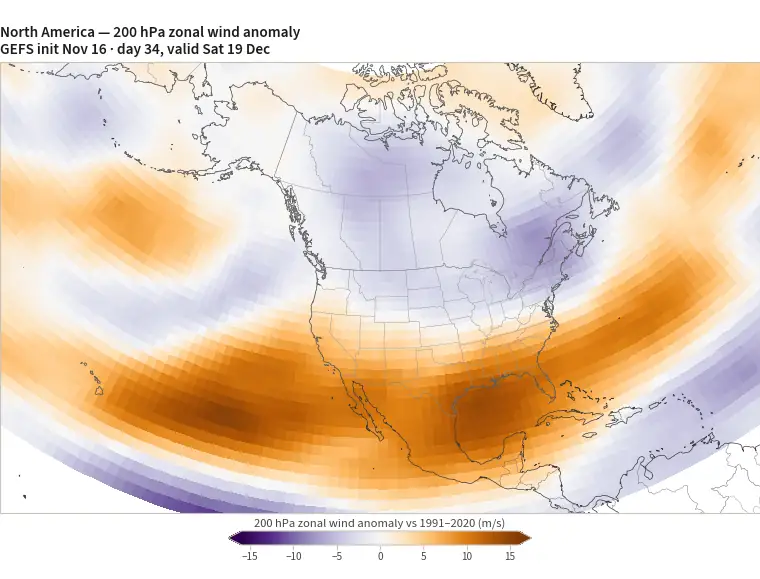 North America — 200 hPa zonal wind anomaly
GEFS init Nov 16 · day 34, valid Sat 19 Dec
200 hPa zonal wind anomaly vs 1991–2020 (m/s)
−15 −10 −5 0 5 10 15